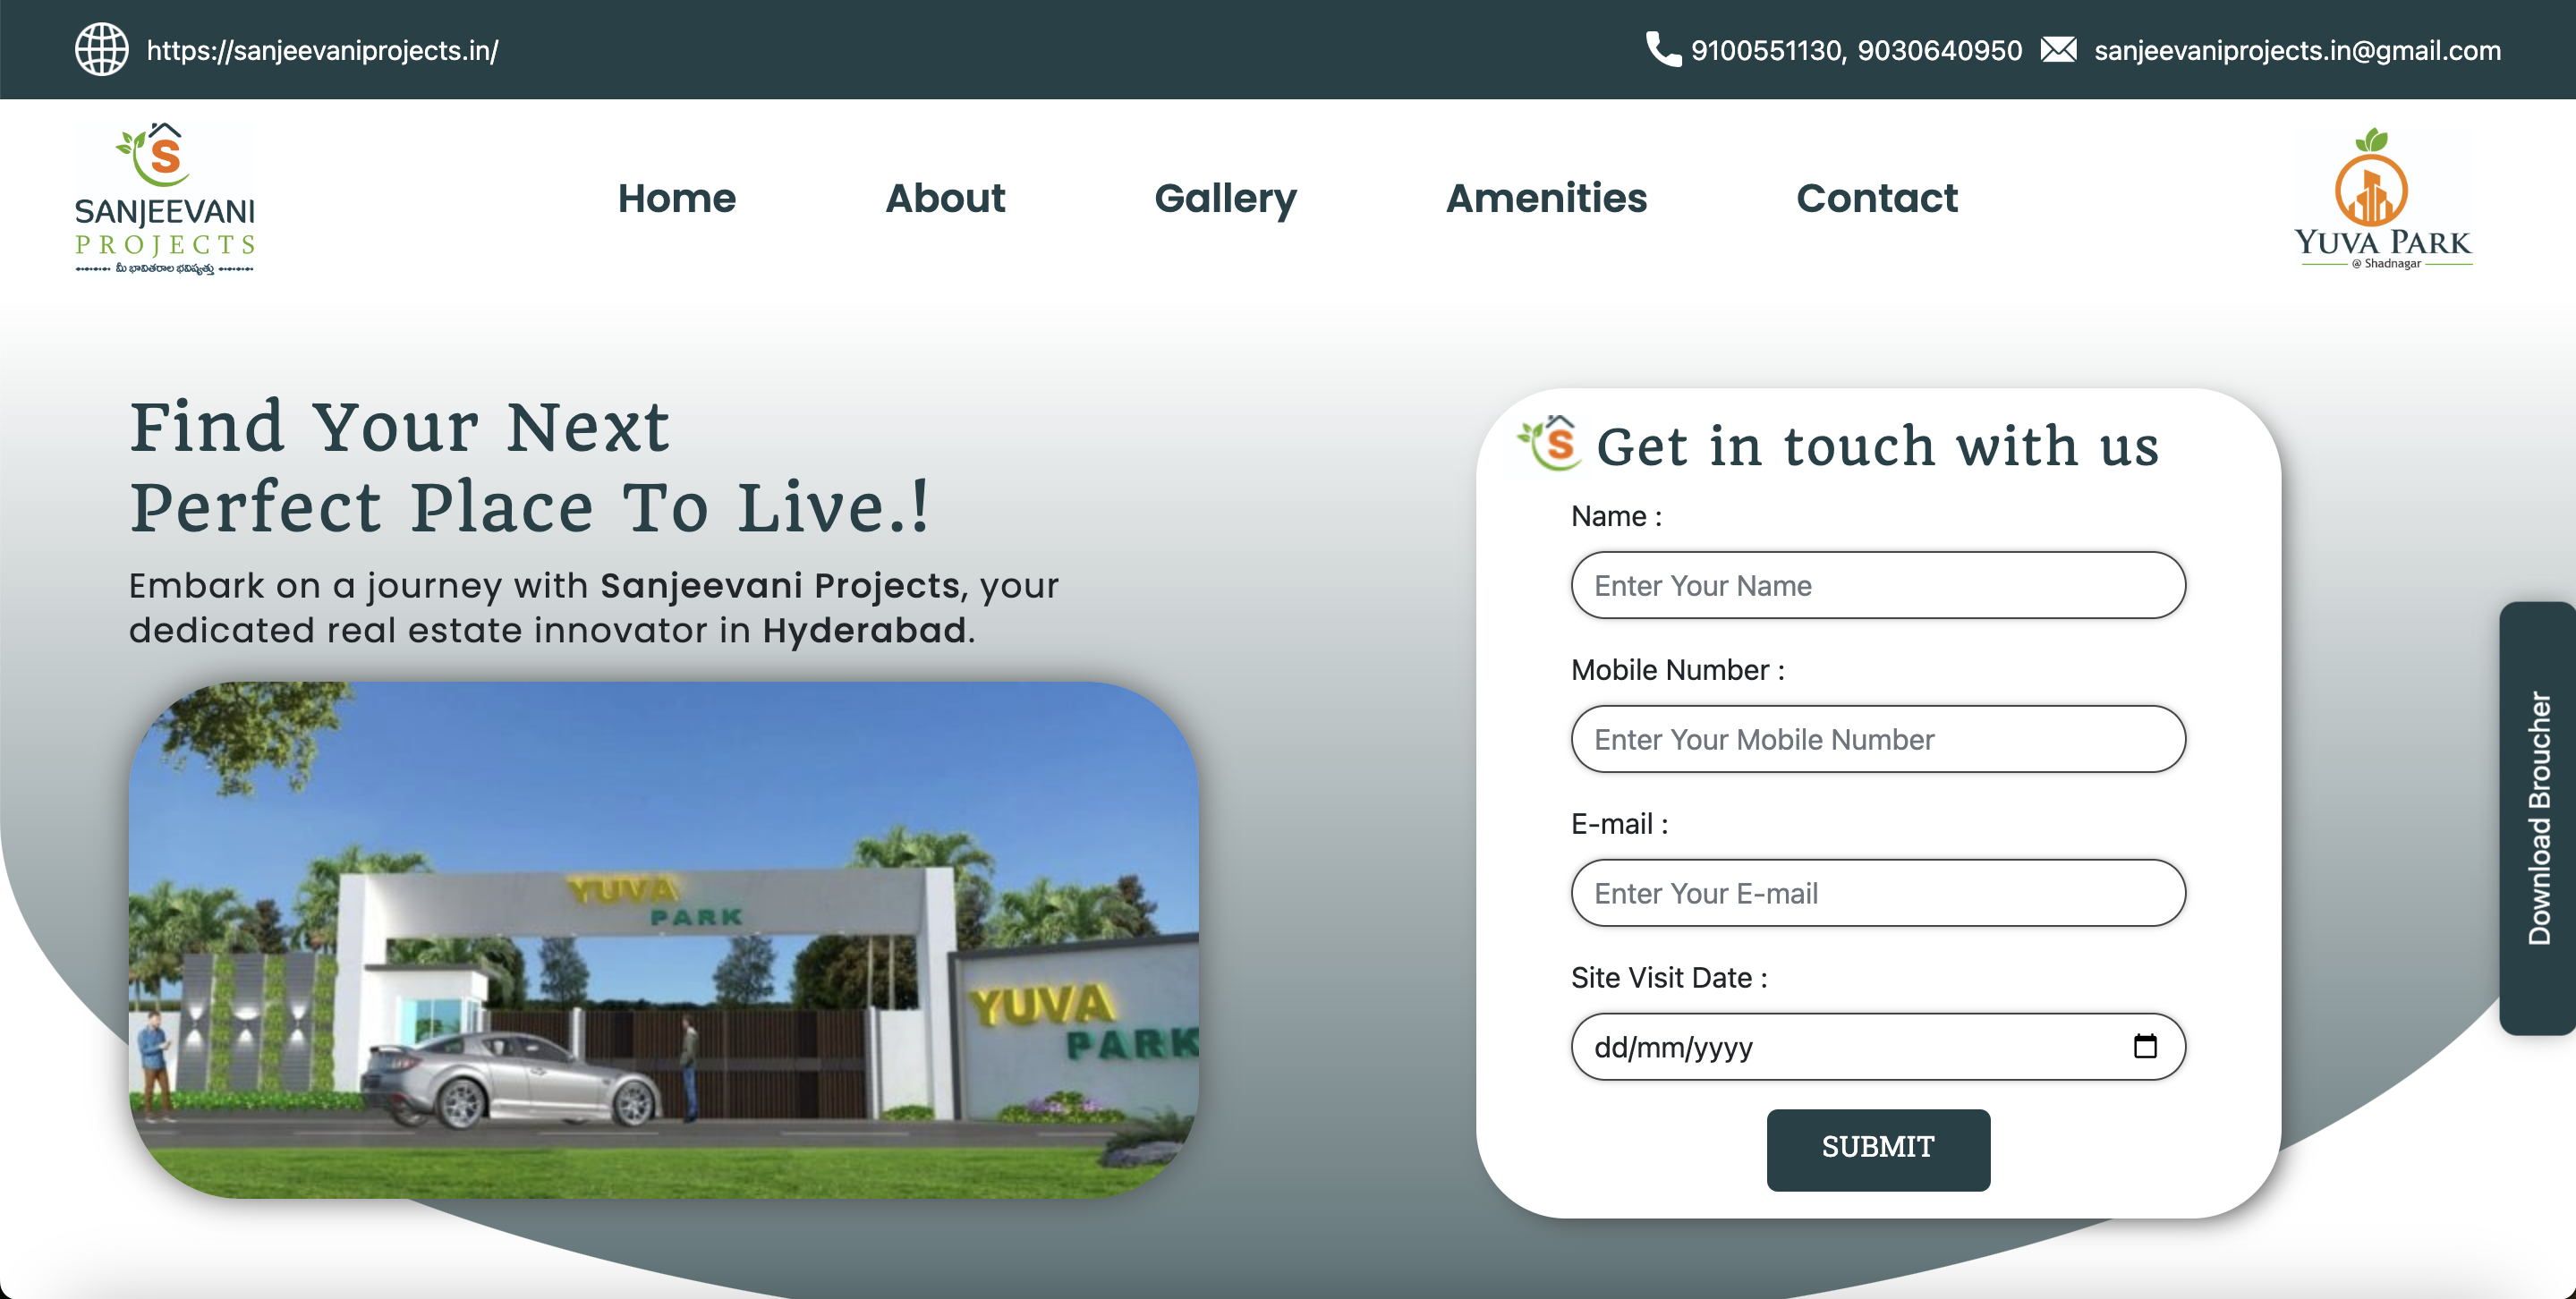 https://sanjeevaniprojects.in/
9100551130, 9030640950
sanjeevaniprojects.in@gmail.com
S
SANJEEVANI
PROJECTS
మీ భావితరాల భవిష్యత్తు
Home
About
Gallery
Amenities
Contact
YUVA PARK
@ Shadnagar
Find Your Next
Perfect Place To Live.!
Embark on a journey with Sanjeevani Projects, your
dedicated real estate innovator in Hyderabad.
YUVA
PARK
YUVA
PARK
S
Get in touch with us
Name :
Enter Your Name
Mobile Number :
Enter Your Mobile Number
E-mail :
Enter Your E-mail
Site Visit Date :
dd/mm/yyyy
SUBMIT
Download Broucher